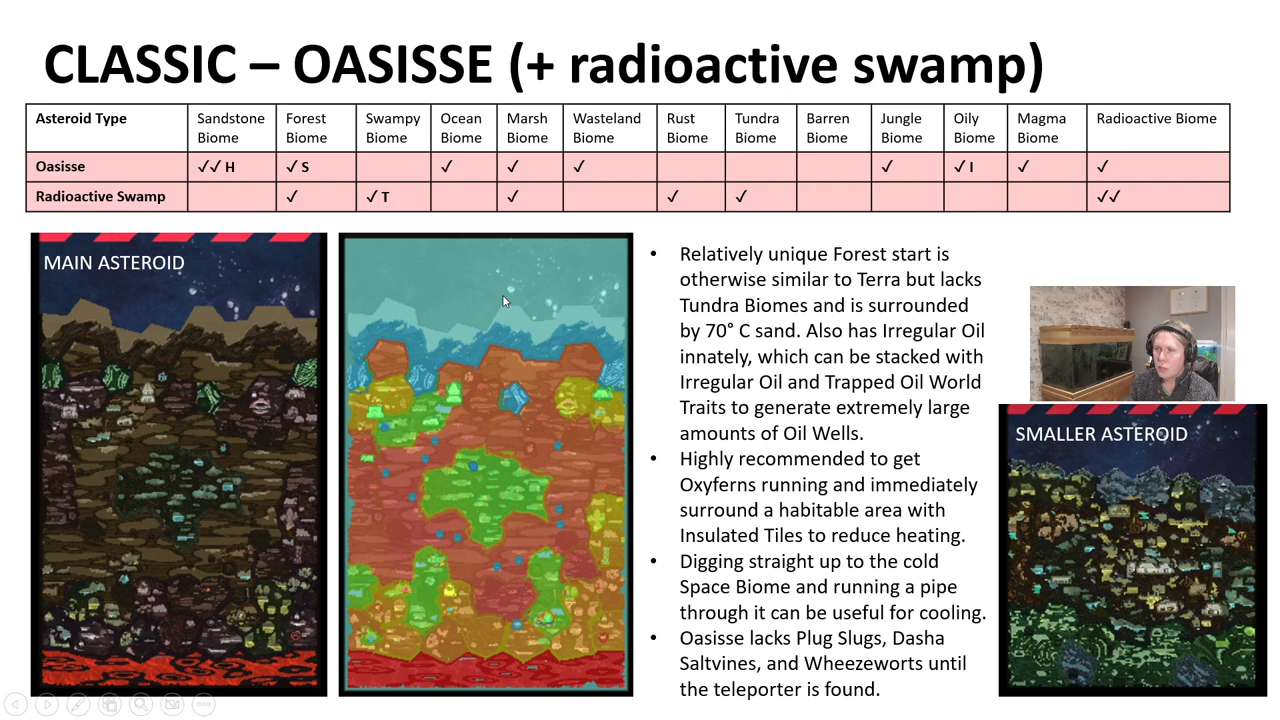 CLASSIC – OASISSE (+ radioactive swamp)
Asteroid Type Sandstone Biome Forest Biome Swampy Biome Ocean Biome Marsh Biome Wasteland Biome Rust Biome Tundra Biome Barren Biome Jungle Biome Oily Biome Magma Biome Radioactive Biome
Oasisse ✓✓ H ✓ S ✓ ✓ ✓ ✓ ✓ I ✓ ✓
Radioactive Swamp ✓ ✓ T ✓ ✓ ✓ ✓✓
MAIN ASTEROID
• Relatively unique Forest start is
otherwise similar to Terra but lacks
Tundra Biomes and is surrounded
by 70° C sand. Also has Irregular Oil
innately, which can be stacked with
Irregular Oil and Trapped Oil World
Traits to generate extremely large
amounts of Oil Wells.
• Highly recommended to get
Oxyferns running and immediately
surround a habitable area with
Insulated Tiles to reduce heating.
• Digging straight up to the cold
Space Biome and running a pipe
through it can be useful for cooling.
• Oasisse lacks Plug Slugs, Dasha
Saltvines, and Wheezeworts until
the teleporter is found.
SMALLER ASTEROID